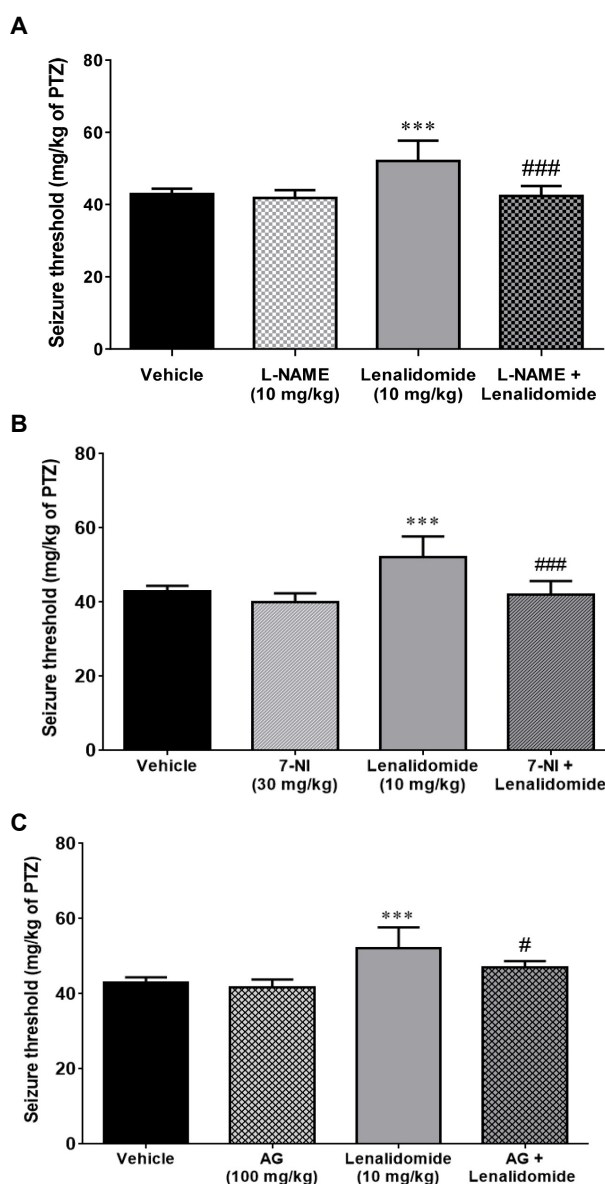 A
Seizure threshold (mg/kg of PTZ)
80
60
40
20
0
***
###
Vehicle
L-NAME
(10 mg/kg)
Lenalidomide
(10 mg/kg)
L-NAME +
Lenalidomide
B
Seizure threshold (mg/kg of PTZ)
80
60
40
20
0
***
###
Vehicle
7-NI
(30 mg/kg)
Lenalidomide
(10 mg/kg)
7-NI +
Lenalidomide
C
Seizure threshold (mg/kg of PTZ)
80
60
40
20
0
***
#
Vehicle
AG
(100 mg/kg)
Lenalidomide
(10 mg/kg)
AG +
Lenalidomide